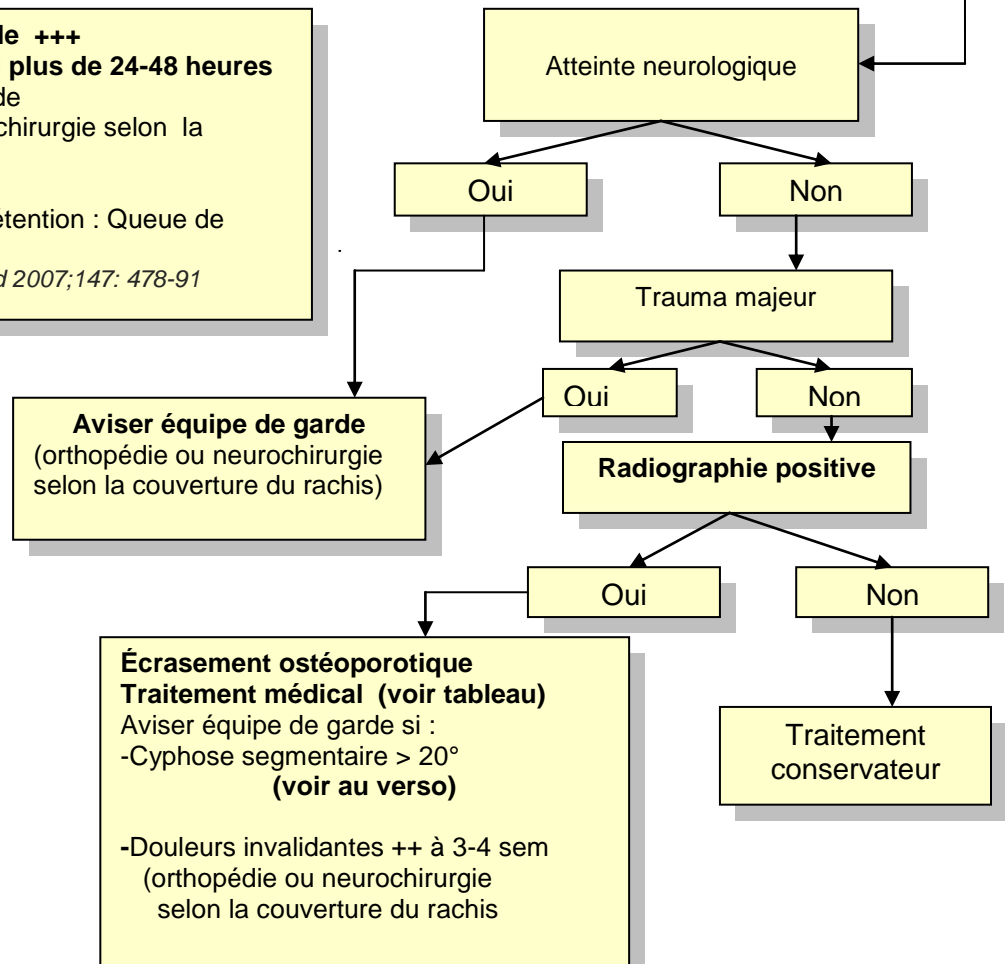 de +++
plus de 24-48 heures
de
chirurgie selon la
étention : Queue de
d 2007;147: 478-91
Atteinte neurologique
Oui
Non
Trauma majeur
Oui
Non
Aviser équipe de garde
(orthopédie ou neurochirurgie
selon la couverture du rachis)
Radiographie positive
Oui
Non
Écrasement ostéoporotique
Traitement médical (voir tableau)
Aviser équipe de garde si :
-Cyphose segmentaire > 20°
(voir au verso)
-Douleurs invalidantes ++ à 3-4 sem
(orthopédie ou neurochirurgie
selon la couverture du rachis
Traitement
conservateur